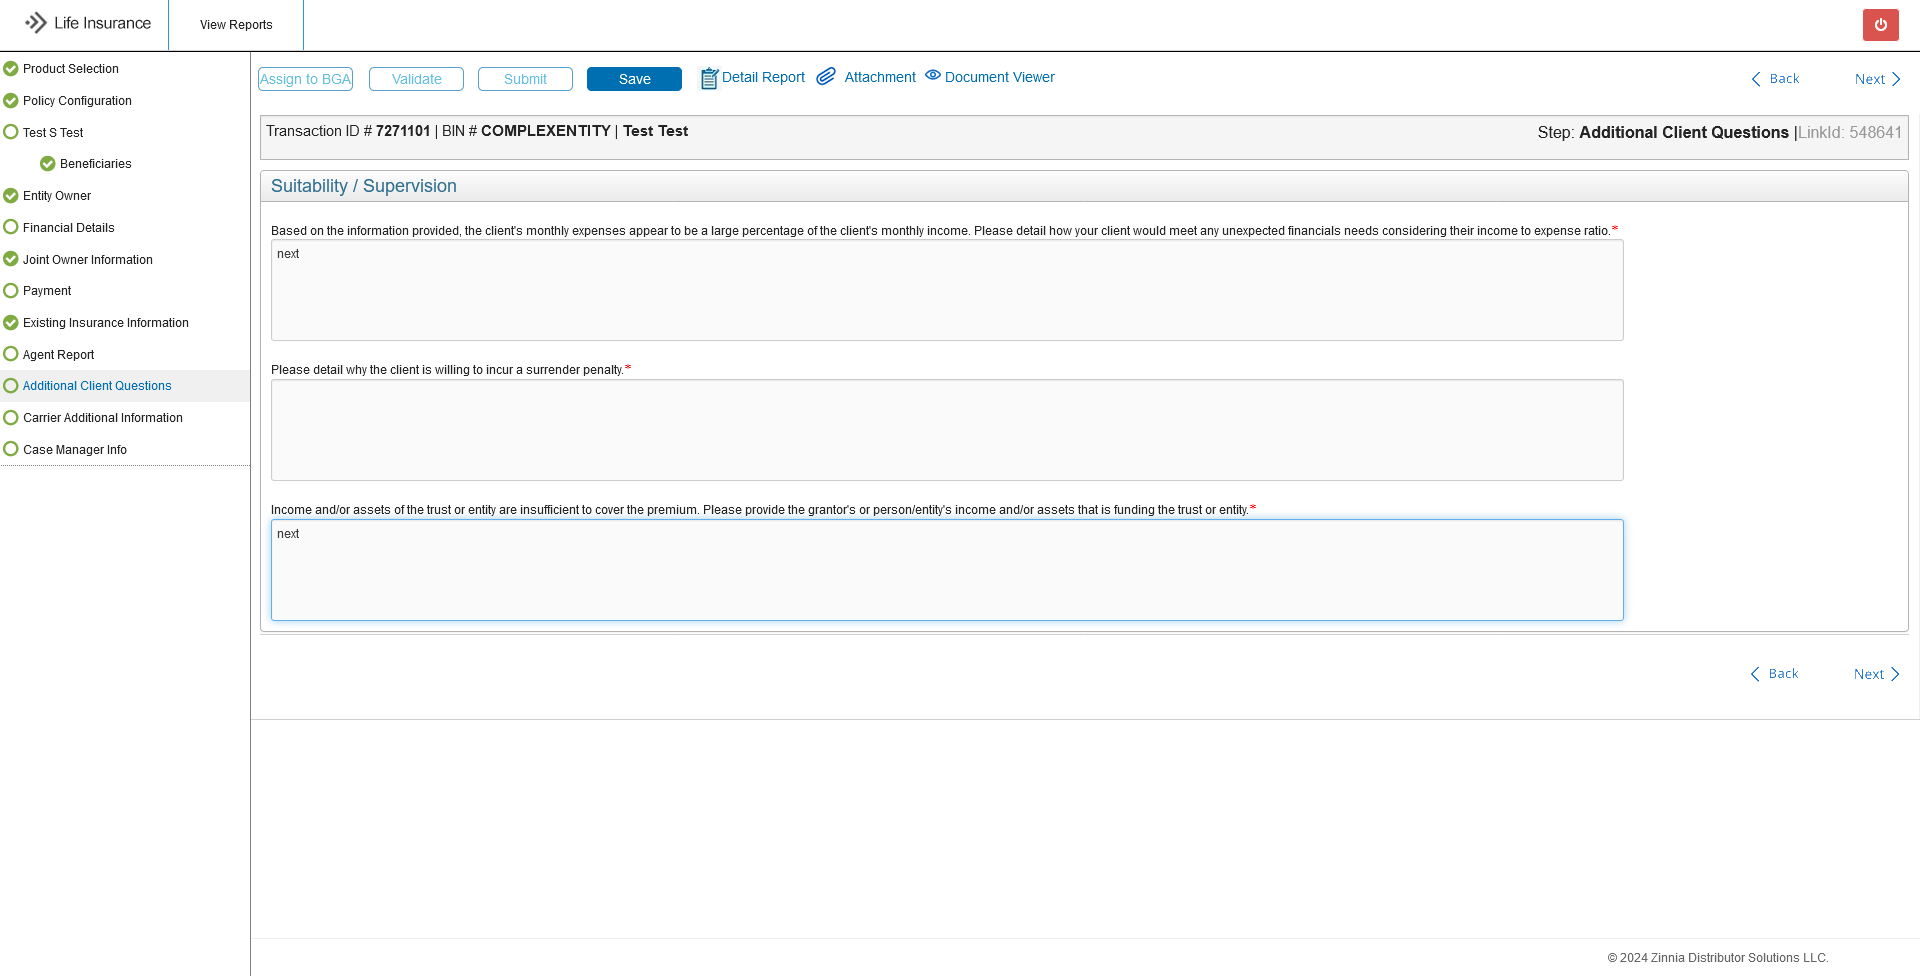 Life Insurance
View Reports
Product Selection
Policy Configuration
Test S Test
Beneficiaries
Entity Owner
Financial Details
Joint Owner Information
Payment
Existing Insurance Information
Agent Report
Additional Client Questions
Carrier Additional Information
Case Manager Info
Assign to BGA Validate Submit Save Detail Report Attachment Document Viewer Back Next
Transaction ID # 7271101 | BIN # COMPLEXENTITY | Test Test
Step: Additional Client Questions |LinkId: 548641
Suitability / Supervision
Based on the information provided, the client's monthly expenses appear to be a large percentage of the client's monthly income. Please detail how your client would meet any unexpected financials needs considering their income to expense ratio.*
next
Please detail why the client is willing to incur a surrender penalty.*
Income and/or assets of the trust or entity are insufficient to cover the premium. Please provide the grantor's or person/entity's income and/or assets that is funding the trust or entity.*
next
Back Next
© 2024 Zinnia Distributor Solutions LLC.